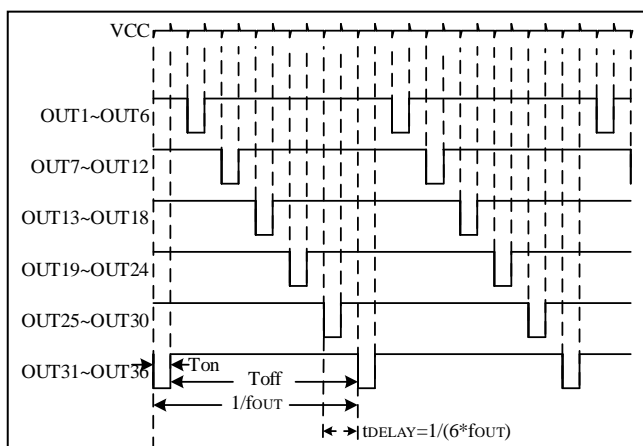 VCC
OUT1~OUT6
OUT7~OUT12
OUT13~OUT18
OUT19~OUT24
OUT25~OUT30
OUT31~OUT36
Ton
Toff
1/fOUT
tDELAY=1/(6*fOUT)